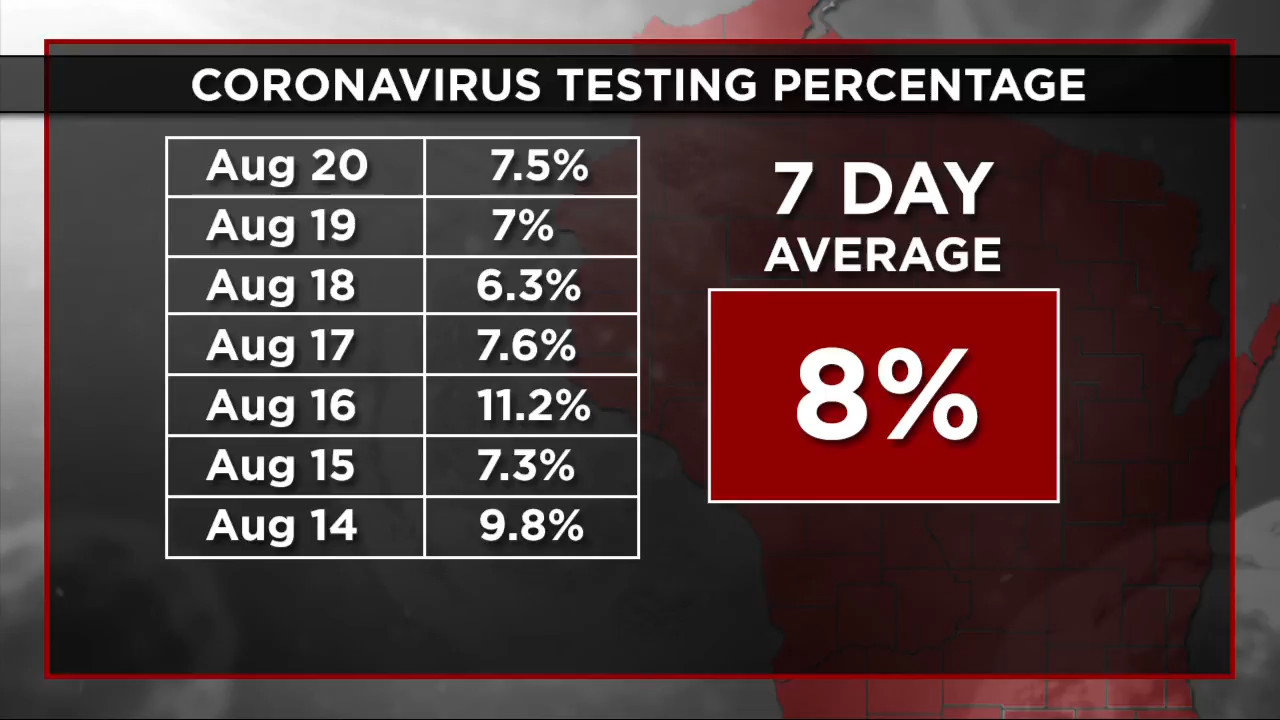 CORONAVIRUS TESTING PERCENTAGE
Aug 20 7.5%
Aug 19 7%
Aug 18 6.3%
Aug 17 7.6%
Aug 16 11.2%
Aug 15 7.3%
Aug 14 9.8%
7 DAY
AVERAGE
8%